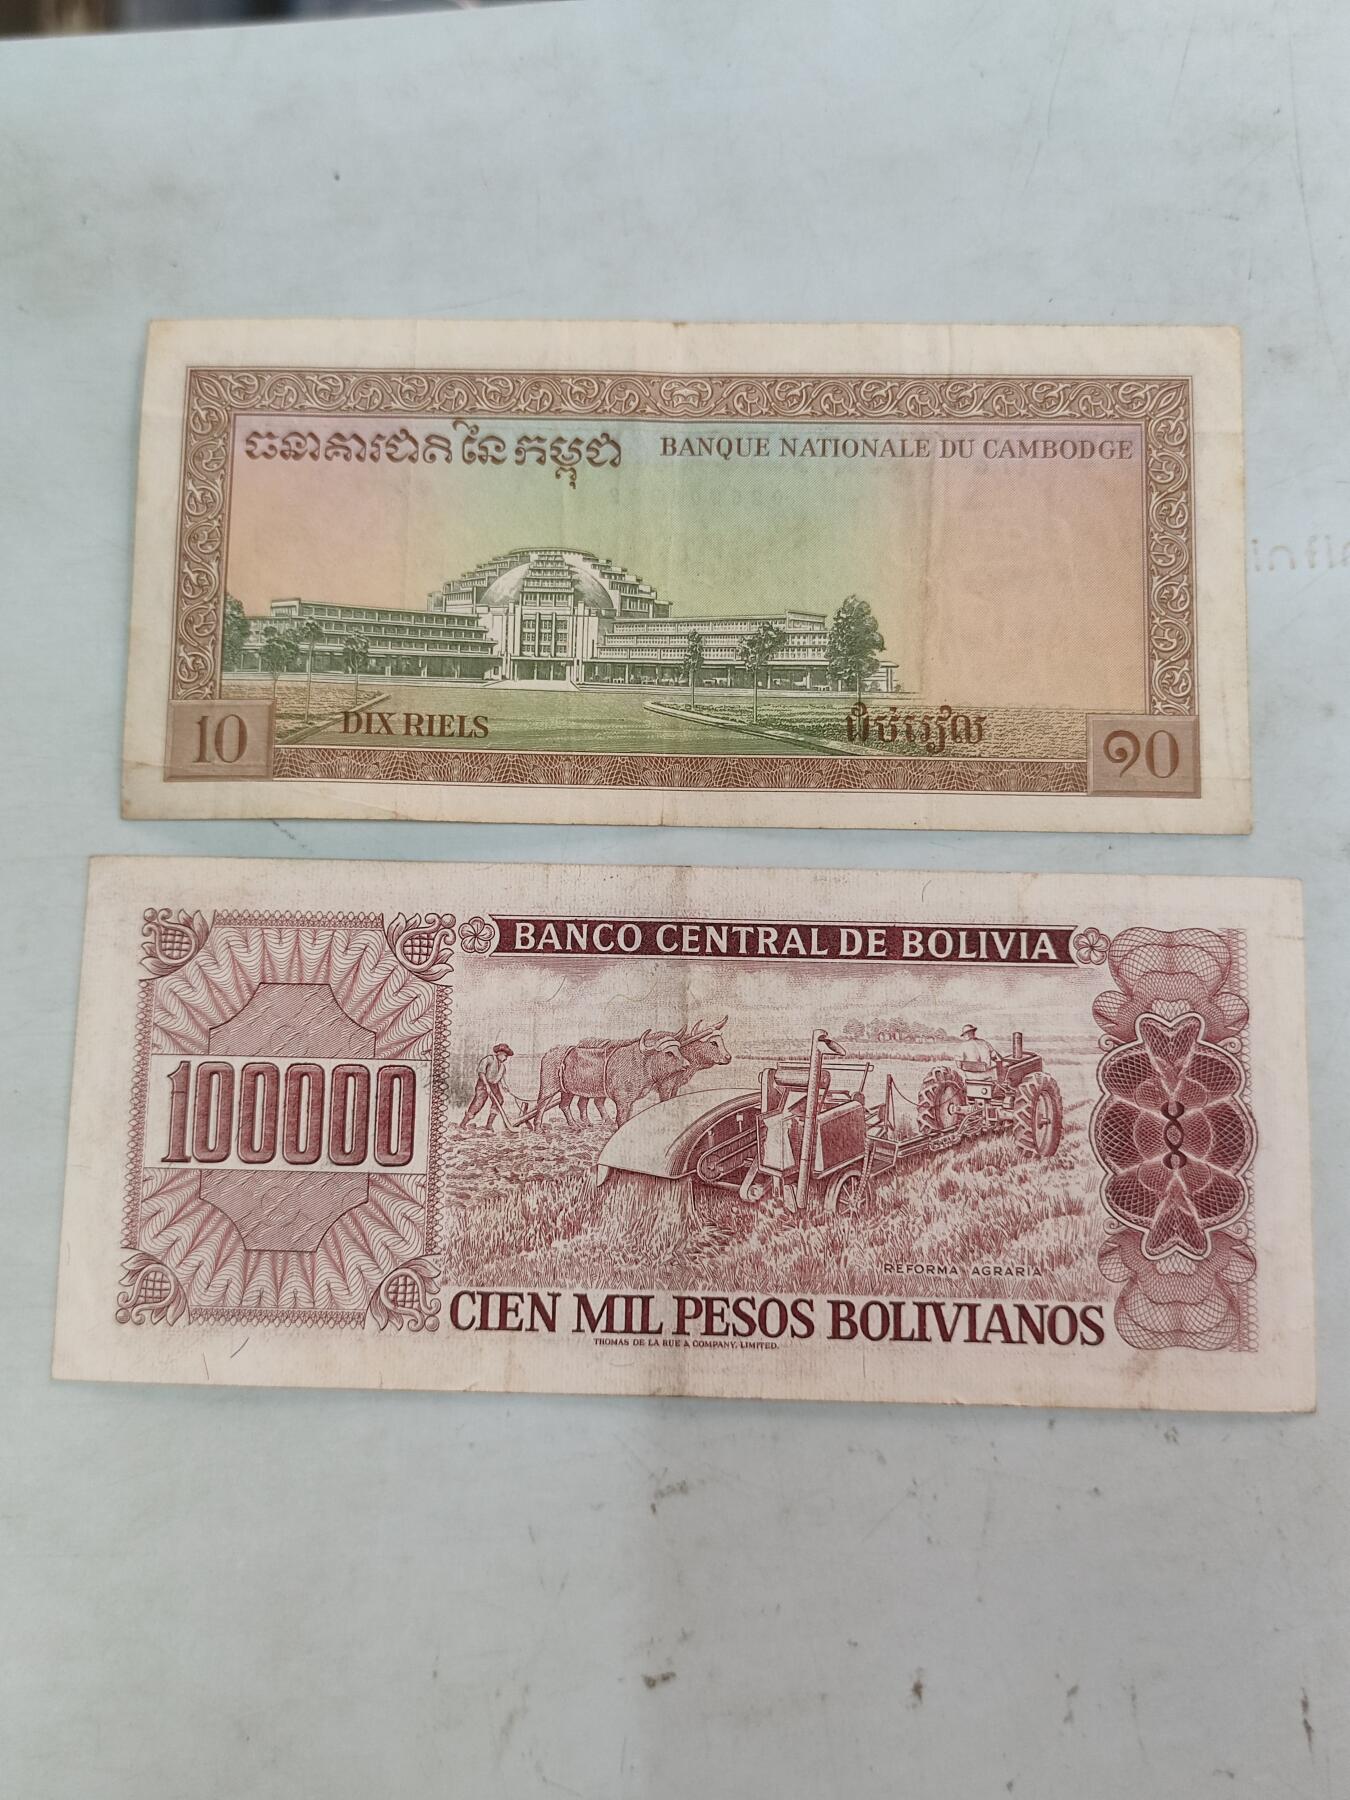 ធនាគារជាតិនៃកម្ពុជា BANQUE NATIONALE DU CAMBODGE
10 DIX RIELS ដប់រៀល ១០
BANCO CENTRAL DE BOLIVIA
100000
REFORMA AGRARIA
CIEN MIL PESOS BOLIVIANOS
THOMAS DE LA RUE & COMPANY, LIMITED.